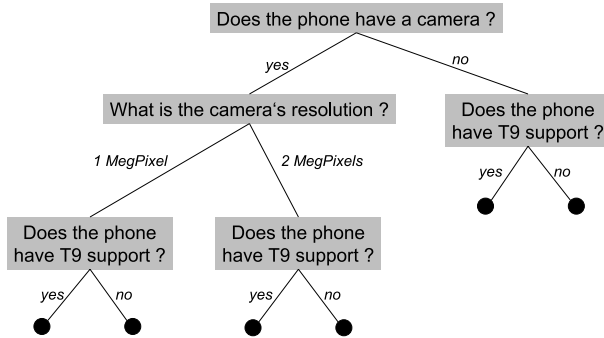 Does the phone have a camera ?
yes
no
What is the camera‘s resolution ?
Does the phone
have T9 support ?
1 MegPixel
2 MegPixels
yes
no
Does the phone
have T9 support ?
Does the phone
have T9 support ?
yes
no
yes
no